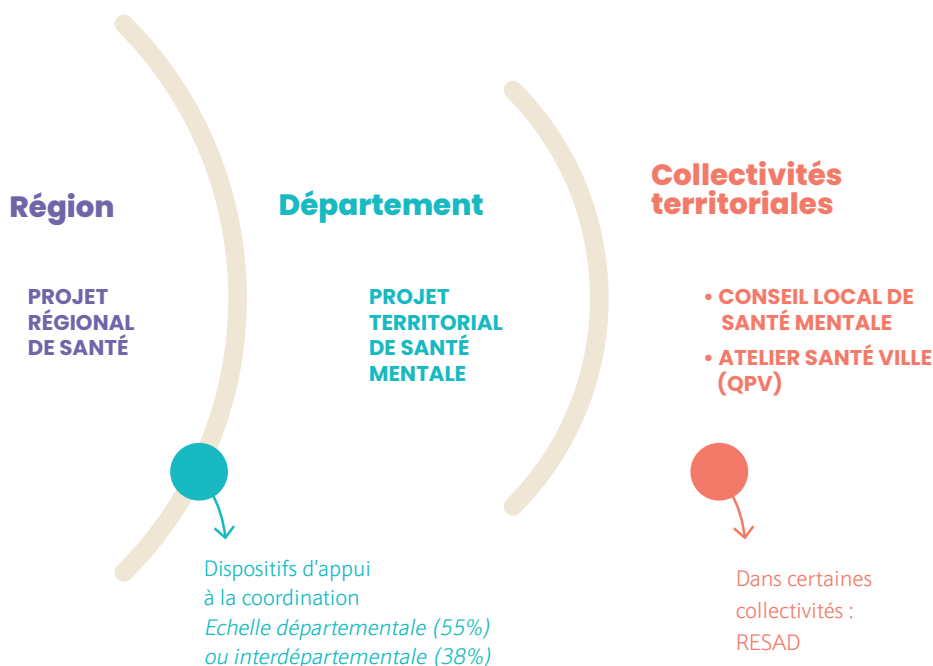 Région
PROJET
RÉGIONAL
DE SANTÉ
Département
PROJET
TERRITORIAL
DE SANTÉ
MENTALE
Dispositifs d'appui
à la coordination
Echelle départementale (55%)
ou interdépartementale (38%)
Collectivités
territoriales
• CONSEIL LOCAL DE
SANTÉ MENTALE
• ATELIER SANTÉ VILLE
(QPV)
Dans certaines
collectivités :
RESAD